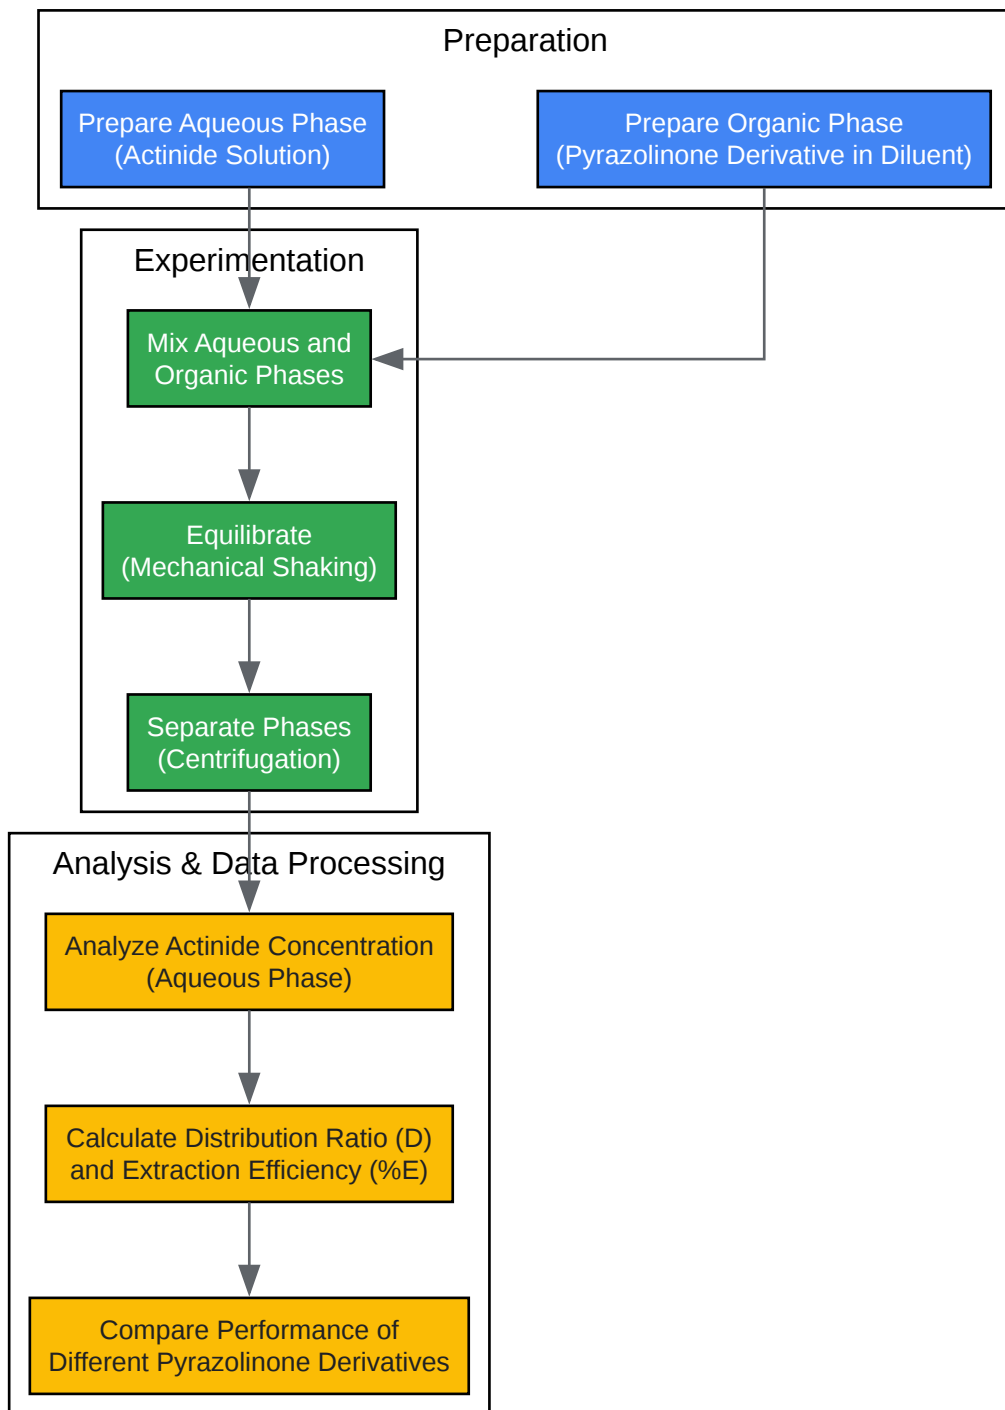 Preparation
Prepare Aqueous Phase
(Actinide Solution)
Prepare Organic Phase
(Pyrazolinone Derivative in Diluent)
Experimentation
Mix Aqueous and
Organic Phases
Equilibrate
(Mechanical Shaking)
Separate Phases
(Centrifugation)
Analysis & Data Processing
Analyze Actinide Concentration
(Aqueous Phase)
Calculate Distribution Ratio (D)
and Extraction Efficiency (%E)
Compare Performance of
Different Pyrazolinone Derivatives